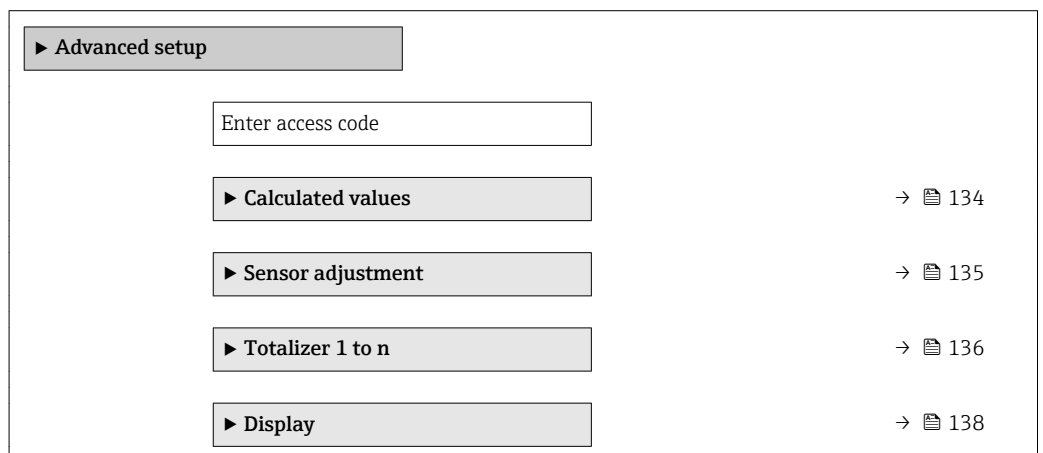 ▶ Advanced setup
Enter access code
▶ Calculated values → 134
▶ Sensor adjustment → 135
▶ Totalizer 1 to n → 136
▶ Display → 138